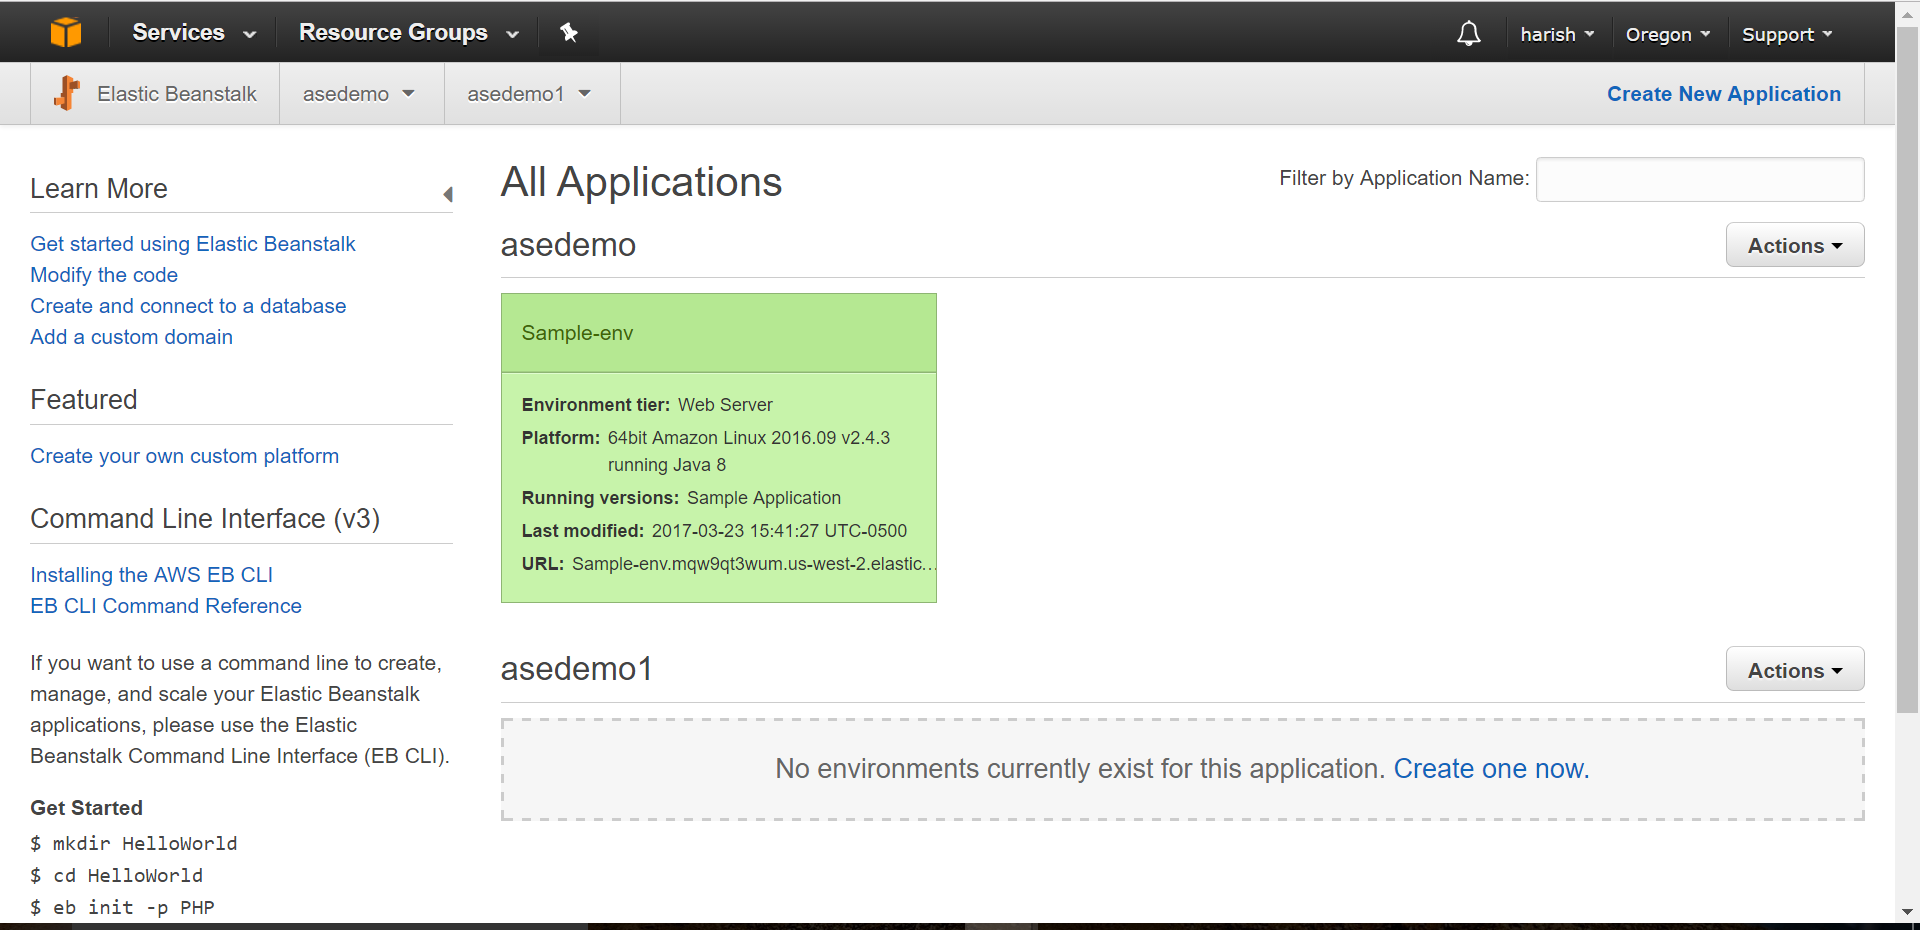 Services
Resource Groups
harish
Oregon
Support
Elastic Beanstalk
asedemo
asedemo1
Create New Application
Learn More
Get started using Elastic Beanstalk
Modify the code
Create and connect to a database
Add a custom domain
Featured
Create your own custom platform
Command Line Interface (v3)
Installing the AWS EB CLI
EB CLI Command Reference
If you want to use a command line to create,
manage, and scale your Elastic Beanstalk
applications, please use the Elastic
Beanstalk Command Line Interface (EB CLI).
Get Started
$ mkdir HelloWorld
$ cd HelloWorld
$ eb init -p PHP
All Applications
Filter by Application Name:
asedemo
Actions
Sample-env
Environment tier: Web Server
Platform: 64bit Amazon Linux 2016.09 v2.4.3
running Java 8
Running versions: Sample Application
Last modified: 2017-03-23 15:41:27 UTC-0500
URL: Sample-env.mqw9qt3wum.us-west-2.elastic...
asedemo1
Actions
No environments currently exist for this application. Create one now.